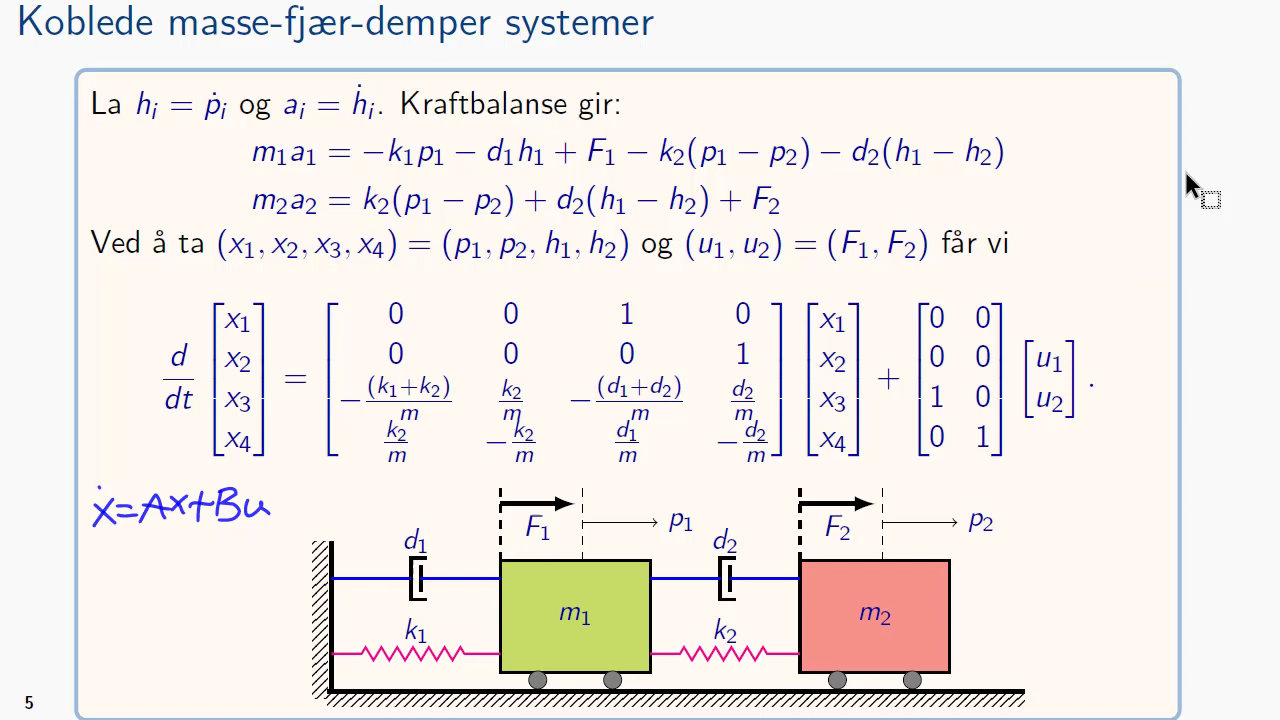 Koblede masse-fjær-demper systemer
La hᵢ = ṗᵢ og aᵢ = ḣᵢ. Kraftbalanse gir:
m₁a₁ = −k₁p₁ − d₁h₁ + F₁ − k₂(p₁ − p₂) − d₂(h₁ − h₂)
m₂a₂ = k₂(p₁ − p₂) + d₂(h₁ − h₂) + F₂
Ved å ta (x₁, x₂, x₃, x₄) = (p₁, p₂, h₁, h₂) og (u₁, u₂) = (F₁, F₂) får vi
d/dt [x₁ x₂ x₃ x₄] = [0 0 1 0; 0 0 0 1; −(k₁+k₂)/m k₂/m −(d₁+d₂)/m d₂/m; k₂/m −k₂/m d₁/m −d₂/m] [x₁ x₂ x₃ x₄] + [0 0; 0 0; 1 0; 0 1] [u₁ u₂].
ẋ=Ax+Bu
F₁ p₁ F₂ p₂
d₁ d₂
m₁ m₂
k₁ k₂
5